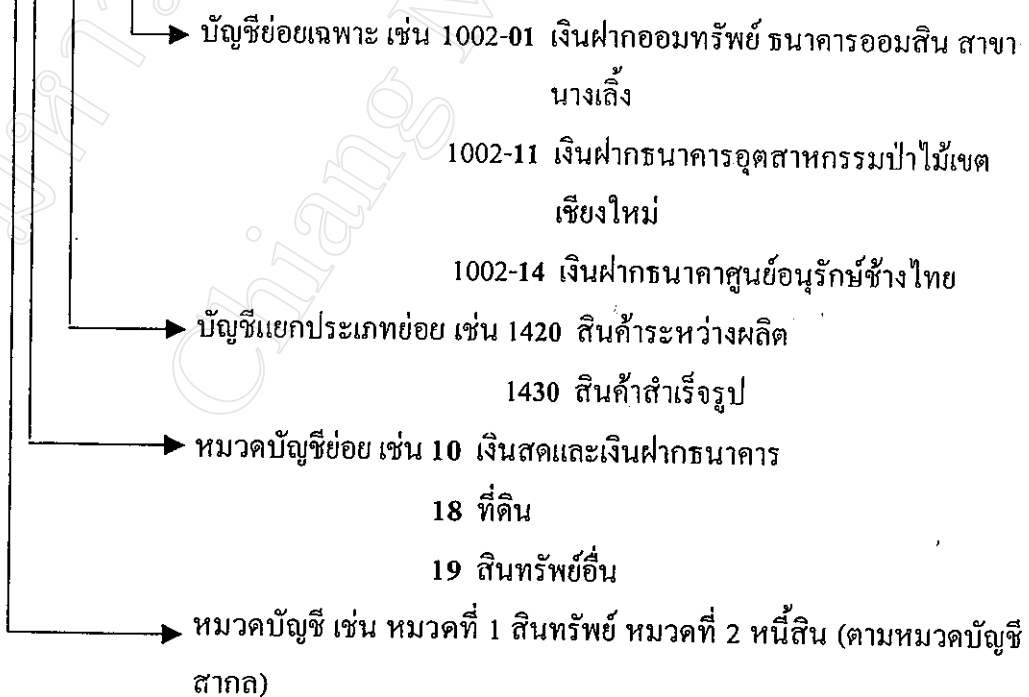 บัญชีย่อยเฉพาะ เช่น 1002-01 เงินฝากออมทรัพย์ ธนาคารออมสิน สาขา
นางเลิ้ง
1002-11 เงินฝากธนาคารอุตสาหกรรมป่าไม้เขต
เชียงใหม่
1002-14 เงินฝากธนาคาศูนย์อนุรักษ์ช้างไทย
บัญชีแยกประเภทย่อย เช่น 1420 สินค้าระหว่างผลิต
1430 สินค้าสำเร็จรูป
หมวดบัญชีย่อย เช่น 10 เงินสดและเงินฝากธนาคาร
18 ที่ดิน
19 สินทรัพย์อื่น
หมวดบัญชี เช่น หมวดที่ 1 สินทรัพย์ หมวดที่ 2 หนี้สิน (ตามหมวดบัญชี
สากล)
Chiang